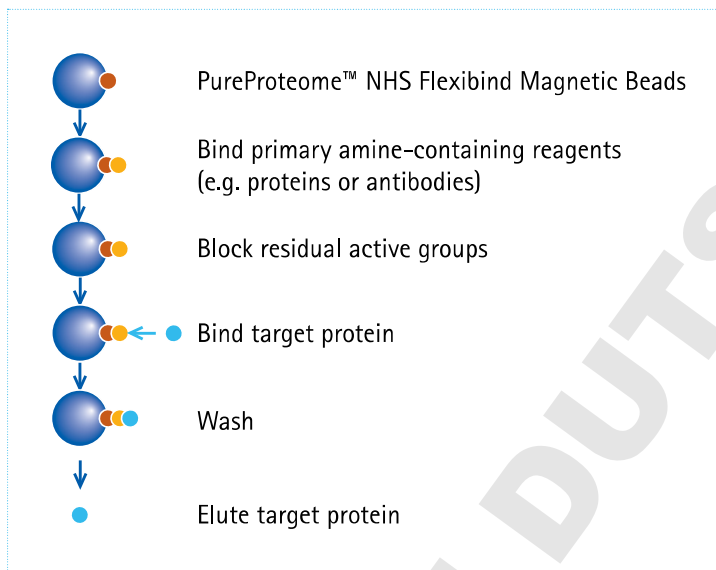 PureProteome™ NHS Flexibind Magnetic Beads
Bind primary amine-containing reagents
(e.g. proteins or antibodies)
Block residual active groups
Bind target protein
Wash
Elute target protein
DUTS